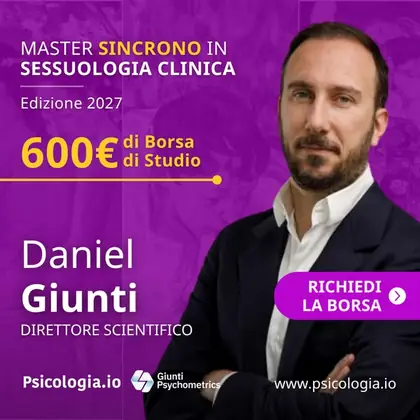 MASTER SINCRONO IN
SESSUOLOGIA CLINICA
Edizione 2027
600€ di Borsa
di Studio
Daniel
Giunti
DIRETTORE SCIENTIFICO
RICHIEDI
LA BORSA
Psicologia.io
Giunti
Psychometrics
www.psicologia.io